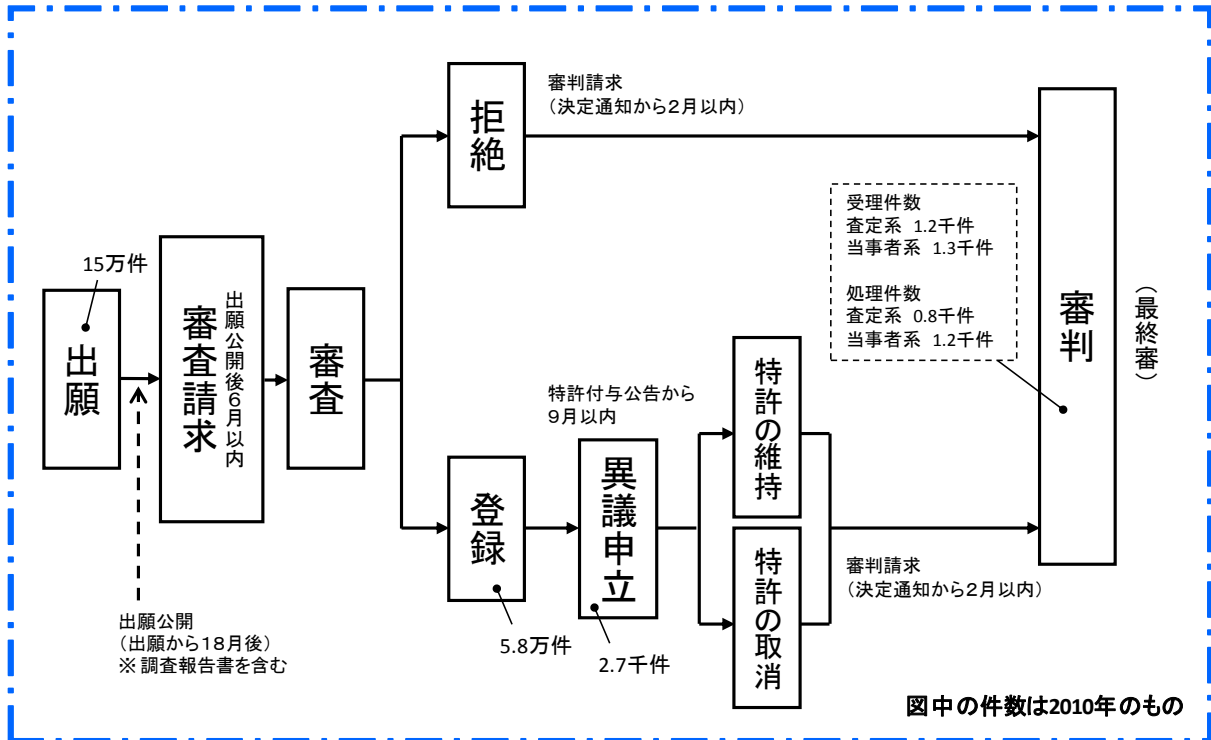 15万件
出願
出願公開
(出願から18月後)
※調査報告書を含む
審査請求
出願公開後6月以内
審査
拒絶
審判請求
(決定通知から2月以内)
登録
5.8万件
特許付与公告から
9月以内
異議申立
2.7千件
特許の維持
特許の取消
審判請求
(決定通知から2月以内)
受理件数
査定系 1.2千件
当事者系 1.3千件
処理件数
査定系 0.8千件
当事者系 1.2千件
審判
(最終審)
図中の件数は2010年のもの